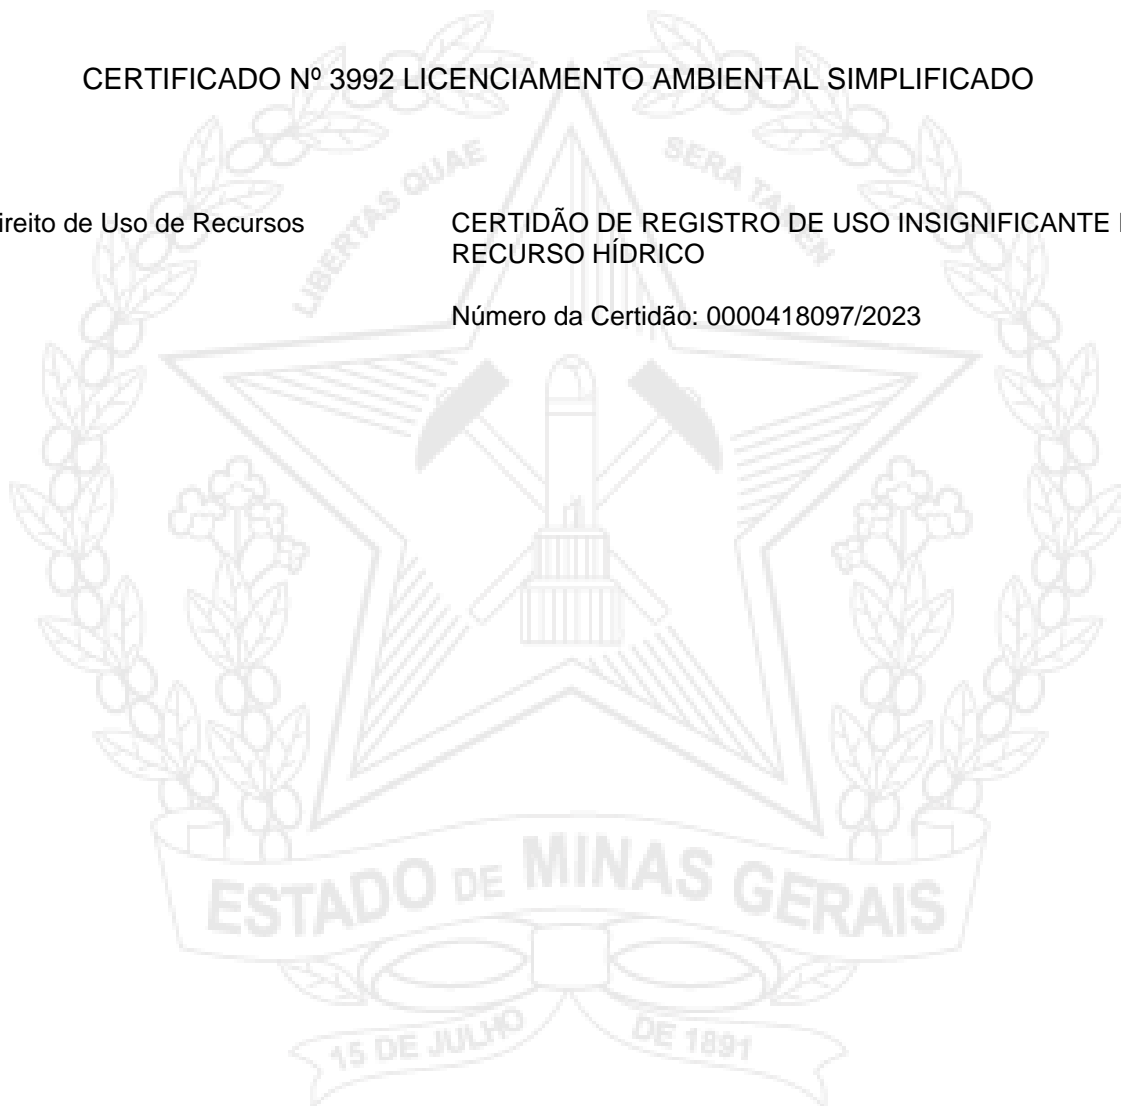 CERTIFICADO Nº 3992 LICENCIAMENTO AMBIENTAL SIMPLIFICADO
LIBERTAS QUAE SERA TAMEN
ireito de Uso de Recursos
CERTIDÃO DE REGISTRO DE USO INSIGNIFICANTE
RECURSO HÍDRICO
Número da Certidão: 0000418097/2023
ESTADO DE MINAS GERAIS
15 DE JULHO DE 1891